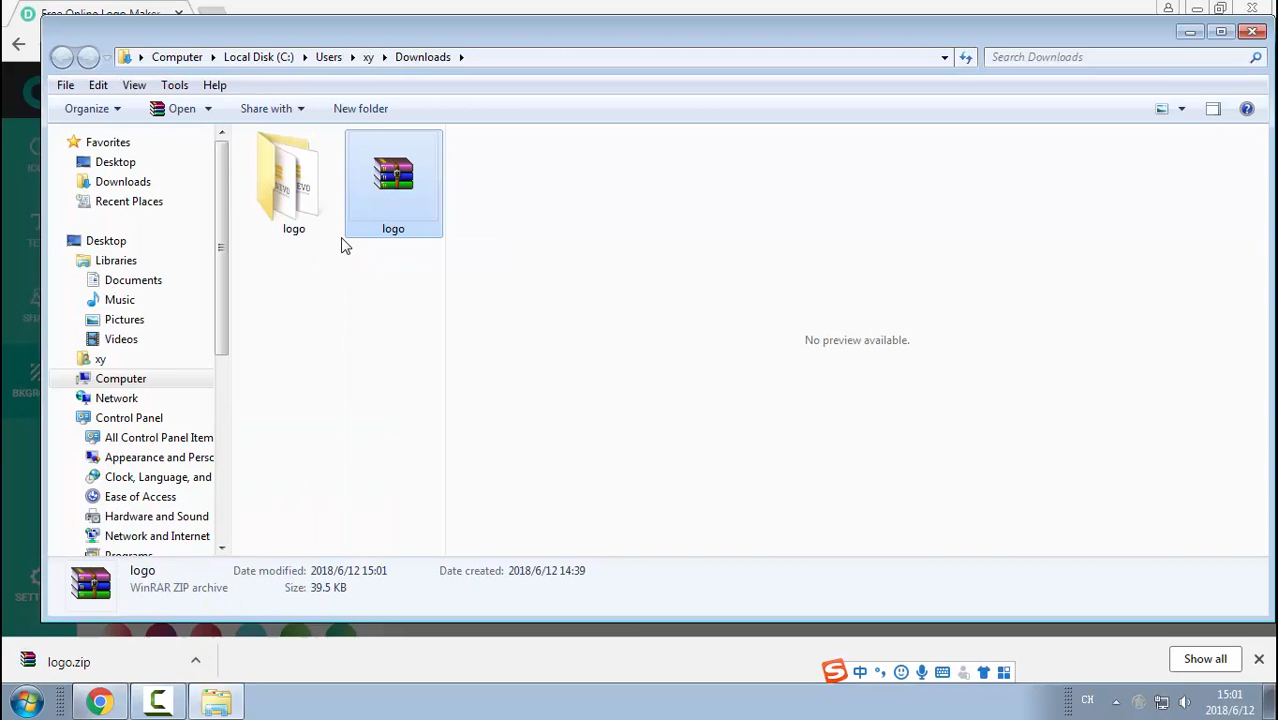 Free Online Logo Maker
Computer
Local Disk (C:)
Users
xy
Downloads
Search Downloads
File
Edit
View
Tools
Help
Organize
Open
Share with
New folder
Favorites
Desktop
Downloads
Recent Places
Desktop
Libraries
Documents
Music
Pictures
Videos
xy
Computer
Network
Control Panel
All Control Panel Item
Appearance and Perso
Clock, Language, and
Ease of Access
Hardware and Sound
Network and Internet
Programs
logo
logo
No preview available.
logo
Date modified: 2018/6/12 15:01
Date created: 2018/6/12 14:39
WinRAR ZIP archive
Size: 39.5 KB
logo.zip
中
Show all
CH
15:01
2018/6/12